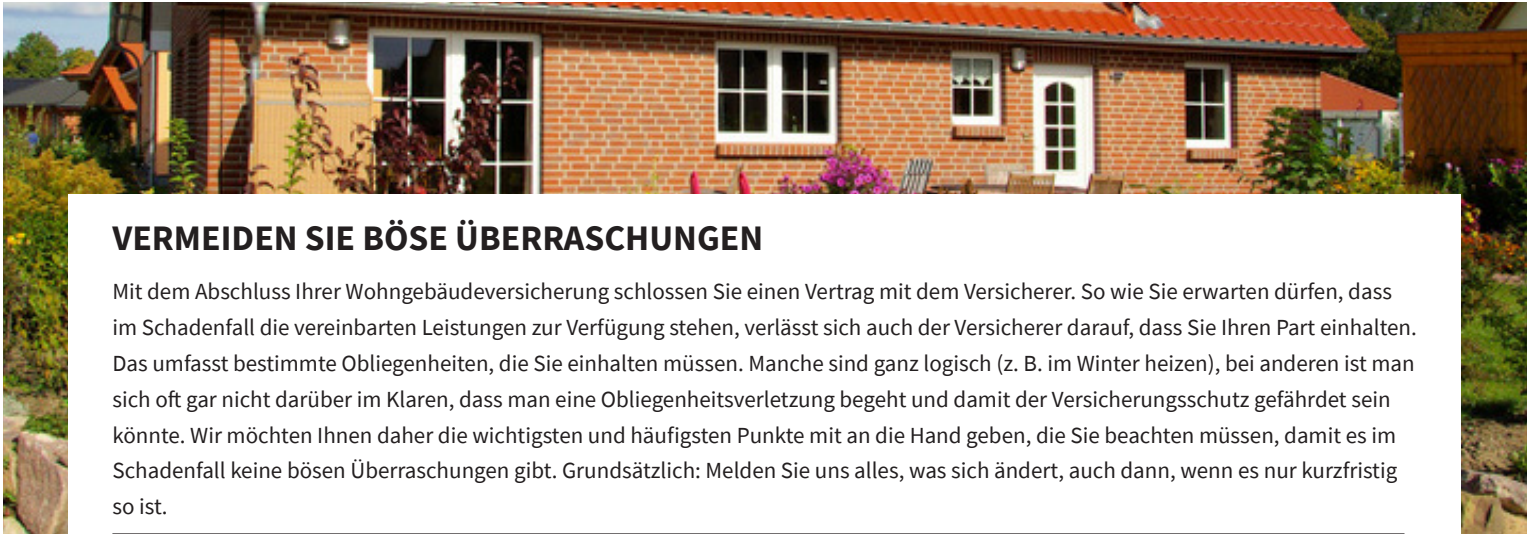 VERMEIDEN SIE BÖSE ÜBERRASCHUNGEN
Mit dem Abschluss Ihrer Wohngebäudeversicherung schlossen Sie einen Vertrag mit dem Versicherer. So wie Sie erwarten dürfen, dass
im Schadenfall die vereinbarten Leistungen zur Verfügung stehen, verlässt sich auch der Versicherer darauf, dass Sie Ihren Part einhalten.
Das umfasst bestimmte Obliegenheiten, die Sie einhalten müssen. Manche sind ganz logisch (z. B. im Winter heizen), bei anderen ist man
sich oft gar nicht darüber im Klaren, dass man eine Obliegenheitsverletzung begeht und damit der Versicherungsschutz gefährdet sein
könnte. Wir möchten Ihnen daher die wichtigsten und häufigsten Punkte mit an die Hand geben, die Sie beachten müssen, damit es im
Schadenfall keine bösen Überraschungen gibt. Grundsätzlich: Melden Sie uns alles, was sich ändert, auch dann, wenn es nur kurzfristig
so ist.